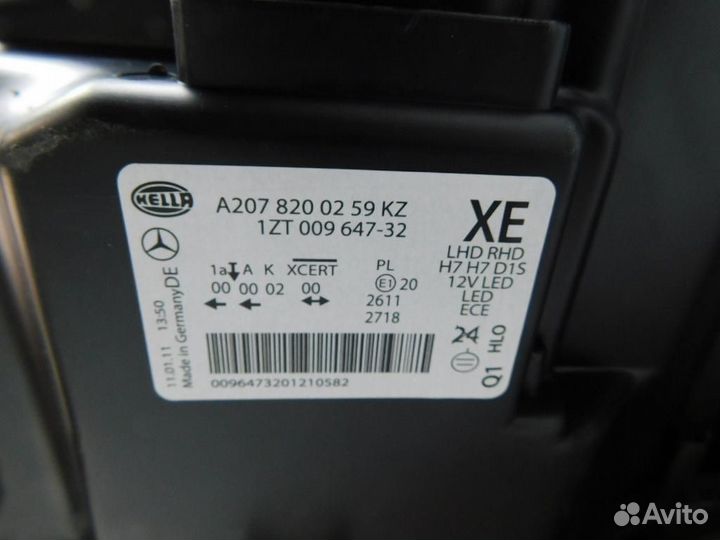 HELLA
A207 820 02 59 KZ
1ZT 009 647-32
XE
LHD RHD
H7 H7 D1S
12V LED
LED
ECE
1a A K XCERT
00 00 02 00
PL
E1 20
2611
2718
24
Q1 HLO
11.01.11 13:50
Made in Germany DE
0096473201210582
Avito